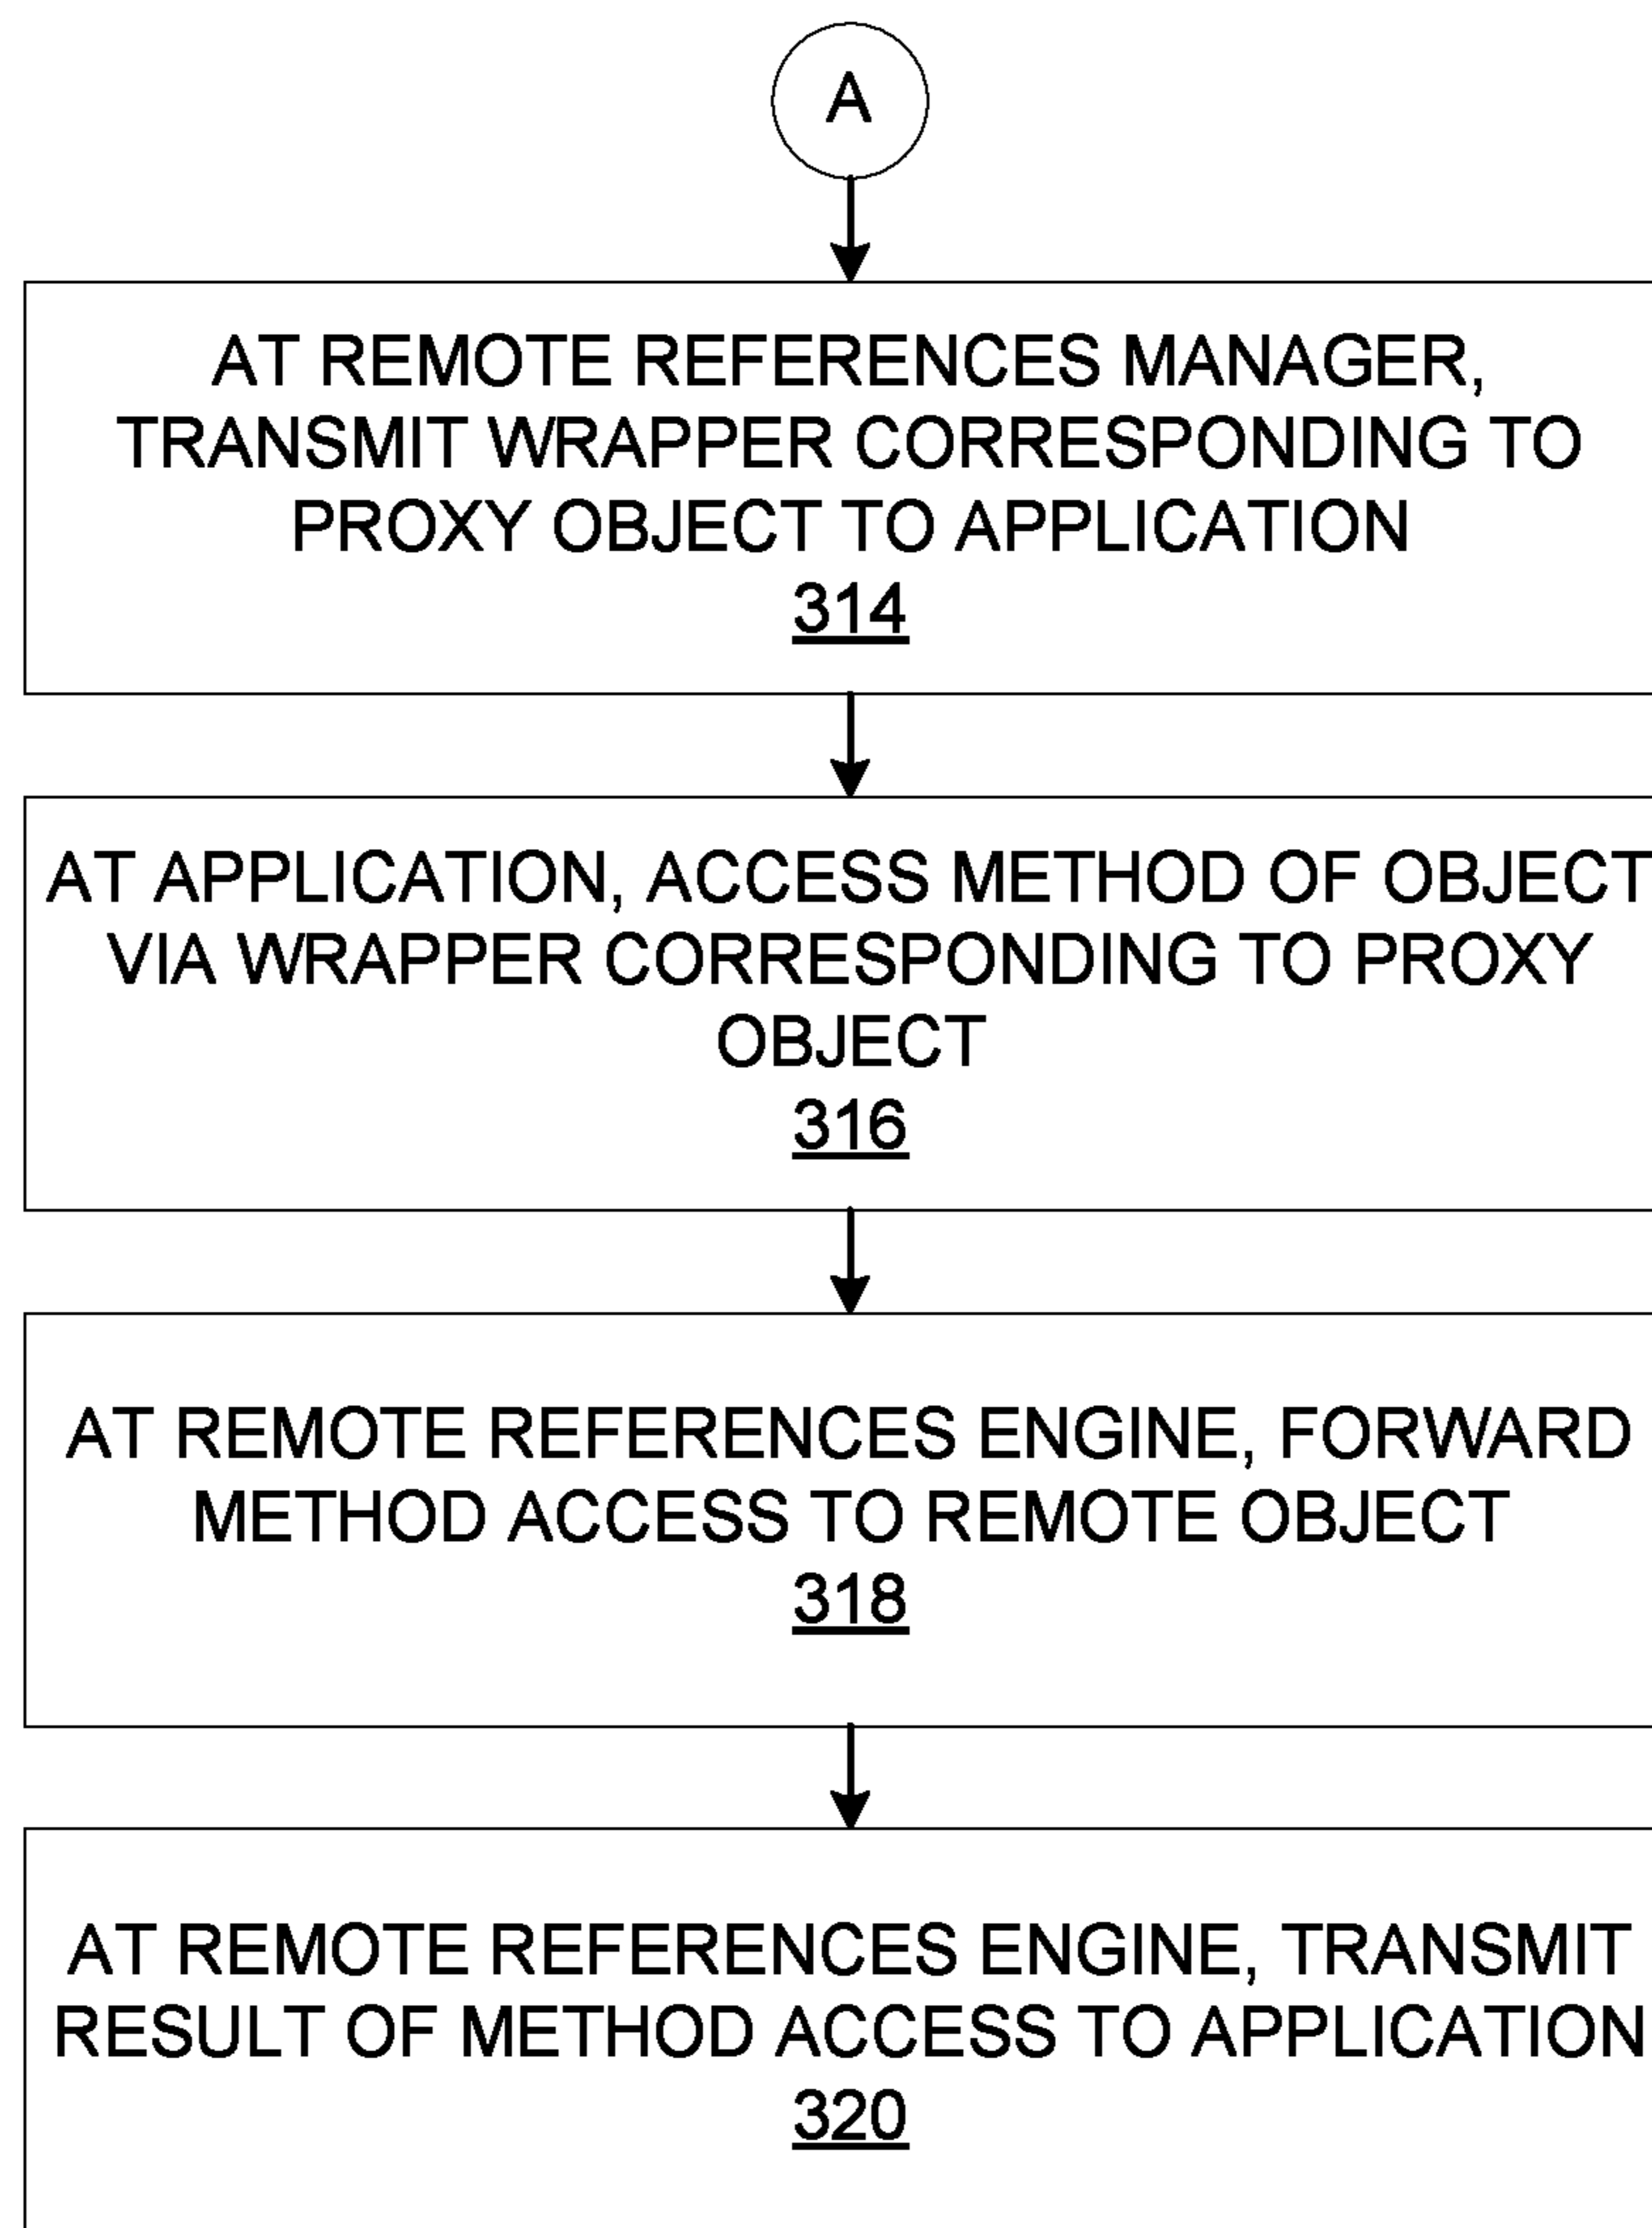 A
AT REMOTE REFERENCES MANAGER,
TRANSMIT WRAPPER CORRESPONDING TO
PROXY OBJECT TO APPLICATION
314
AT APPLICATION, ACCESS METHOD OF OBJECT
VIA WRAPPER CORRESPONDING TO PROXY
OBJECT
316
AT REMOTE REFERENCES ENGINE, FORWARD
METHOD ACCESS TO REMOTE OBJECT
318
AT REMOTE REFERENCES ENGINE, TRANSMIT
RESULT OF METHOD ACCESS TO APPLICATION
320